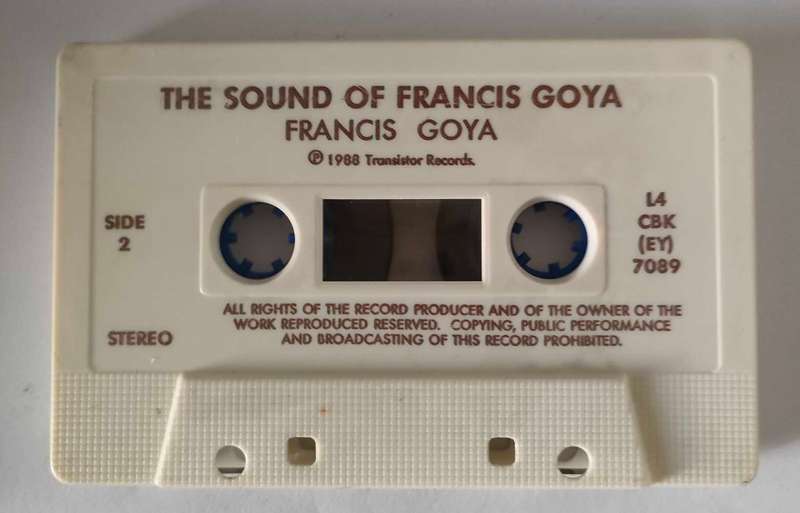 THE SOUND OF FRANCIS GOYA
FRANCIS GOYA
℗ 1988 Transistor Records.
SIDE
2
L4
CBK
(EY)
7089
STEREO
ALL RIGHTS OF THE RECORD PRODUCER AND OF THE OWNER OF THE
WORK REPRODUCED RESERVED. COPYING, PUBLIC PERFORMANCE
AND BROADCASTING OF THIS RECORD PROHIBITED.